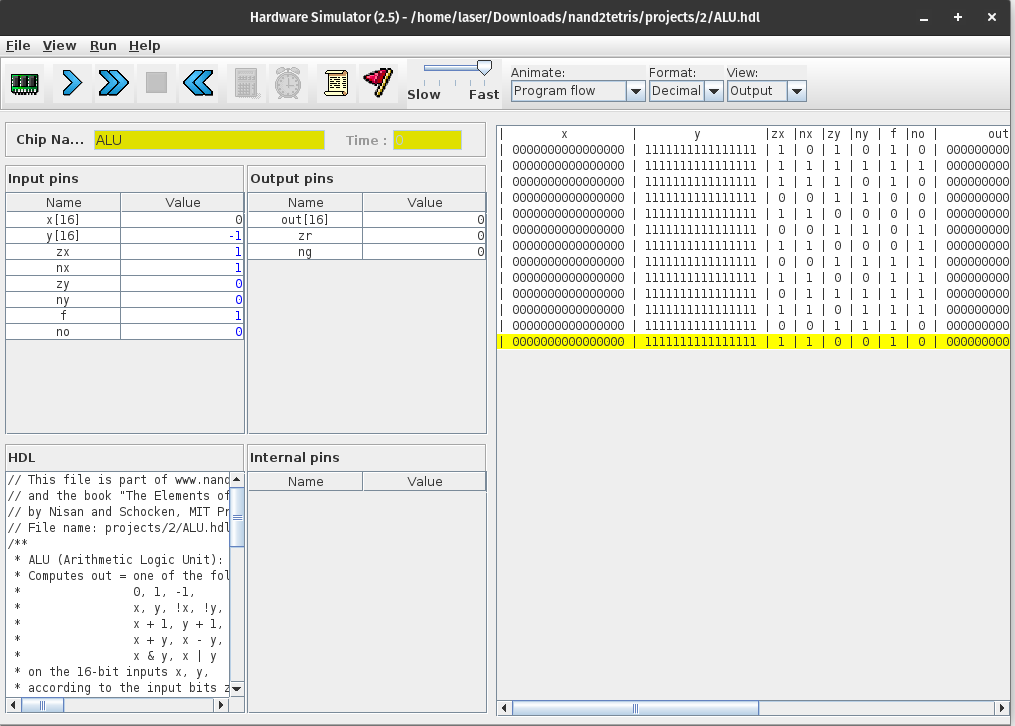 Hardware Simulator (2.5) - /home/laser/Downloads/nand2tetris/projects/2/ALU.hdl
File View Run Help
Slow Fast
Animate:
Program flow
Format:
Decimal
View:
Output
Chip Na... ALU Time : 0
Input pins
Name Value
x[16] 0
y[16] -1
zx 1
nx 1
zy 0
ny 0
f 1
no 0
Output pins
Name Value
out[16] 0
zr 0
ng 0
HDL
// This file is part of www.nand
// and the book "The Elements of
// by Nisan and Schocken, MIT Pr
// File name: projects/2/ALU.hdl
/**
* ALU (Arithmetic Logic Unit):
* Computes out = one of the fol
* 0, 1, -1,
* x, y, !x, !y,
* x + 1, y + 1,
* x + y, x - y,
* x & y, x | y
* on the 16-bit inputs x, y,
* according to the input bits z
Internal pins
Name Value
| x | y |zx |nx |zy |ny | f |no | out
| 0000000000000000 | 1111111111111111 | 1 | 0 | 1 | 0 | 1 | 0 | 000000000
| 0000000000000000 | 1111111111111111 | 1 | 1 | 1 | 1 | 1 | 1 | 000000000
| 0000000000000000 | 1111111111111111 | 1 | 1 | 1 | 0 | 1 | 0 | 000000000
| 0000000000000000 | 1111111111111111 | 0 | 0 | 1 | 1 | 0 | 0 | 000000000
| 0000000000000000 | 1111111111111111 | 1 | 1 | 0 | 0 | 0 | 0 | 000000000
| 0000000000000000 | 1111111111111111 | 0 | 0 | 1 | 1 | 0 | 1 | 000000000
| 0000000000000000 | 1111111111111111 | 1 | 1 | 0 | 0 | 0 | 1 | 000000000
| 0000000000000000 | 1111111111111111 | 0 | 0 | 1 | 1 | 1 | 1 | 000000000
| 0000000000000000 | 1111111111111111 | 1 | 1 | 0 | 0 | 1 | 1 | 000000000
| 0000000000000000 | 1111111111111111 | 0 | 1 | 1 | 1 | 1 | 1 | 000000000
| 0000000000000000 | 1111111111111111 | 1 | 1 | 0 | 1 | 1 | 1 | 000000000
| 0000000000000000 | 1111111111111111 | 0 | 0 | 1 | 1 | 1 | 0 | 000000000
| 0000000000000000 | 1111111111111111 | 1 | 1 | 0 | 0 | 1 | 0 | 000000000